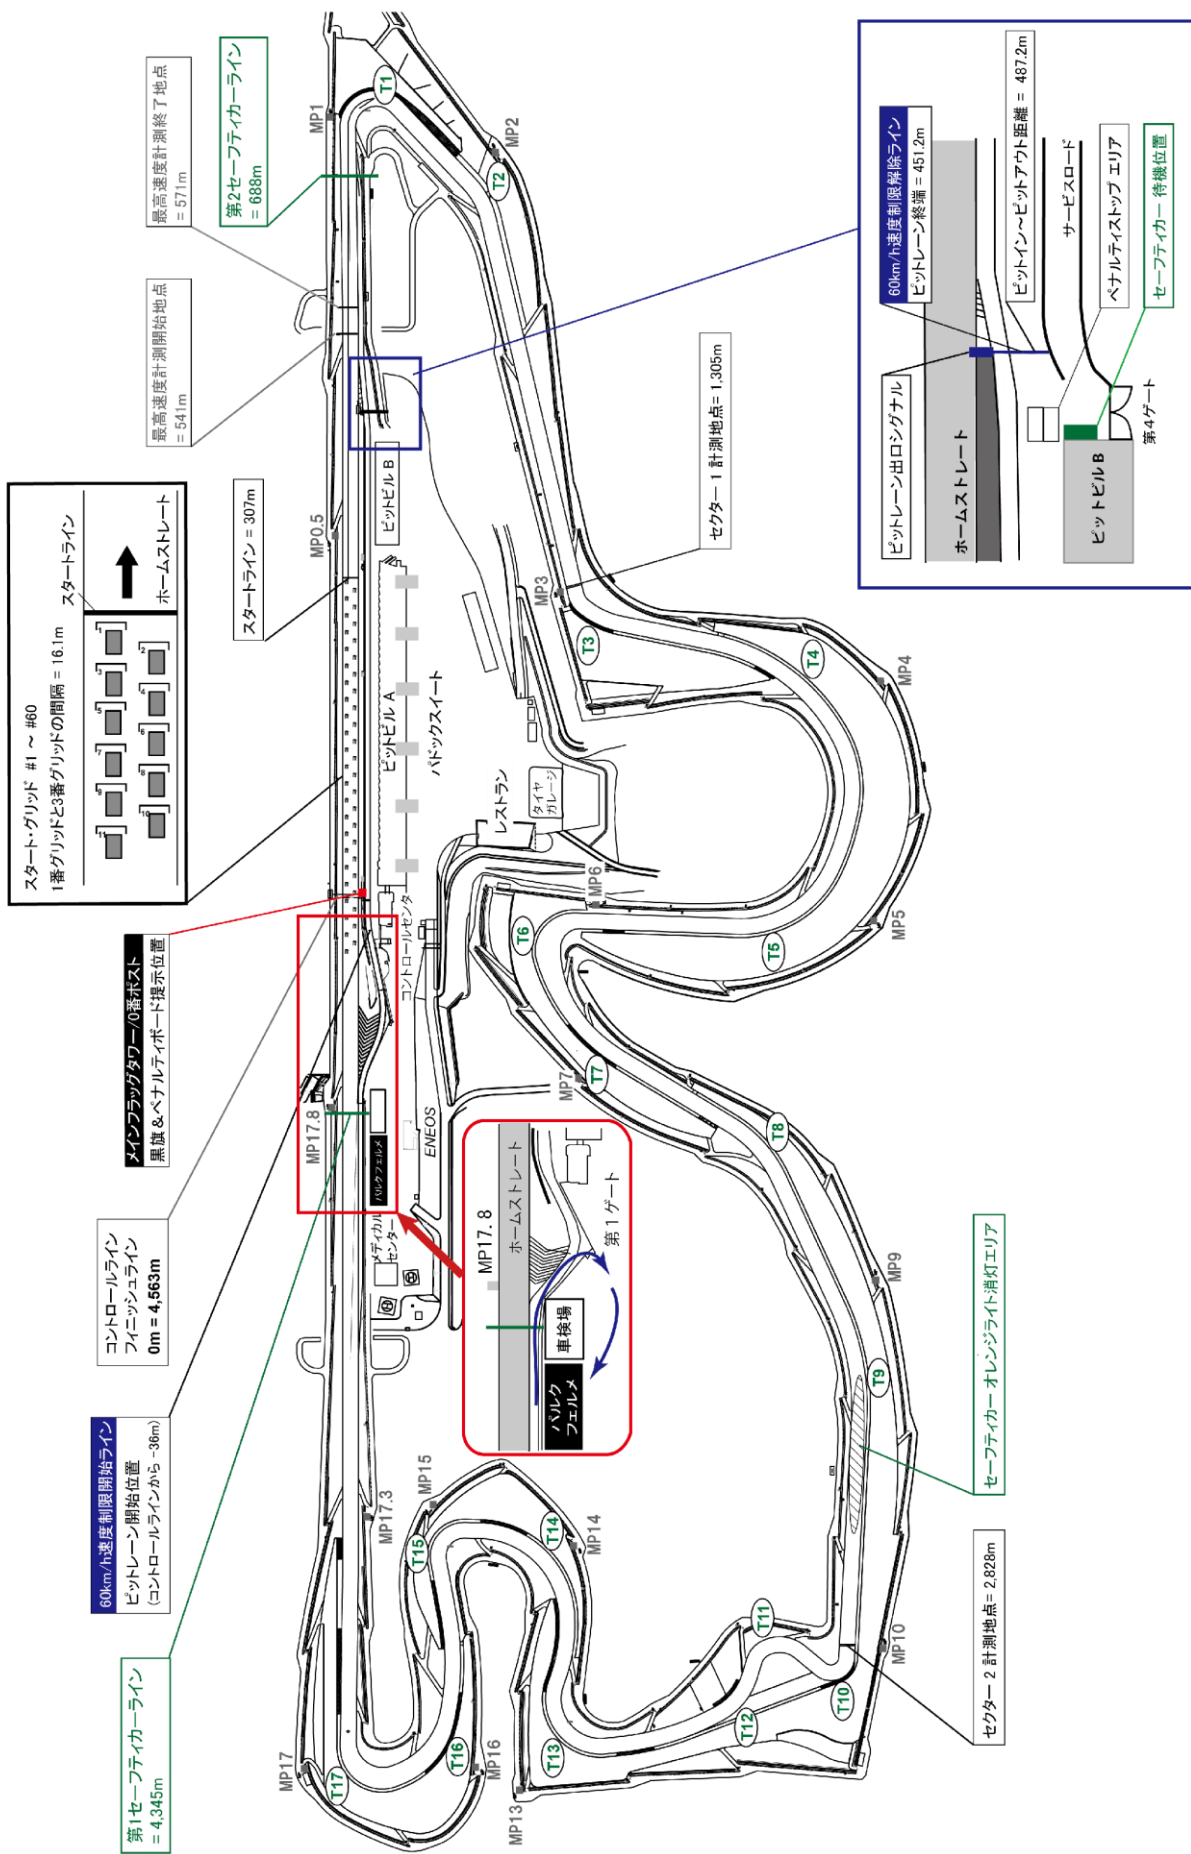 スタート・グリッド #1 ～ #60
1番グリッドと3番グリッドの間隔 = 16.1m
11
9
7
5
3
1
10
8
6
4
2
スタートライン
ホームストレート
第1セーフティカーライン
= 4,345m
60km/h速度制限開始ライン
ピットレーン開始位置
(コントロールラインから -36m)
コントロールライン
フィニッシュライン
0m = 4,563m
メインフラッグタワー/0番ポスト
黒旗&ペナルティボード提示位置
スタートライン = 307m
最高速度計測開始地点
= 541m
最高速度計測終了地点
= 571m
第2セーフティカーライン
= 688m
MP17
MP17.3
MP17.8
MP0.5
MP1
T17
T1
メディカル
センター
パルクフェルメ
ENEOS
コントロールセンター
ピットビル A
パドックスイート
ピットビル B
レストラン
タイヤ
ガレージ
T16
MP16
T15
MP15
T14
MP14
T13
MP13
T12
T11
T10
MP10
T9
MP9
T8
T7
MP7
T6
MP6
T5
MP5
T4
MP4
T3
MP3
T2
MP2
MP17.8
ホームストレート
車検場
パルク
フェルメ
第1ゲート
セクター 2 計測地点= 2,828m
セーフティカー オレンジライト消灯エリア
セクター 1 計測地点= 1,305m
ピットレーン出口シグナル
60km/h速度制限解除ライン
ピットレーン終端 = 451.2m
ホームストレート
ピットイン～ピットアウト距離 = 487.2m
サービスロード
ペナルティストップ エリア
セーフティカー 待機位置
ピットビル B
第4ゲート